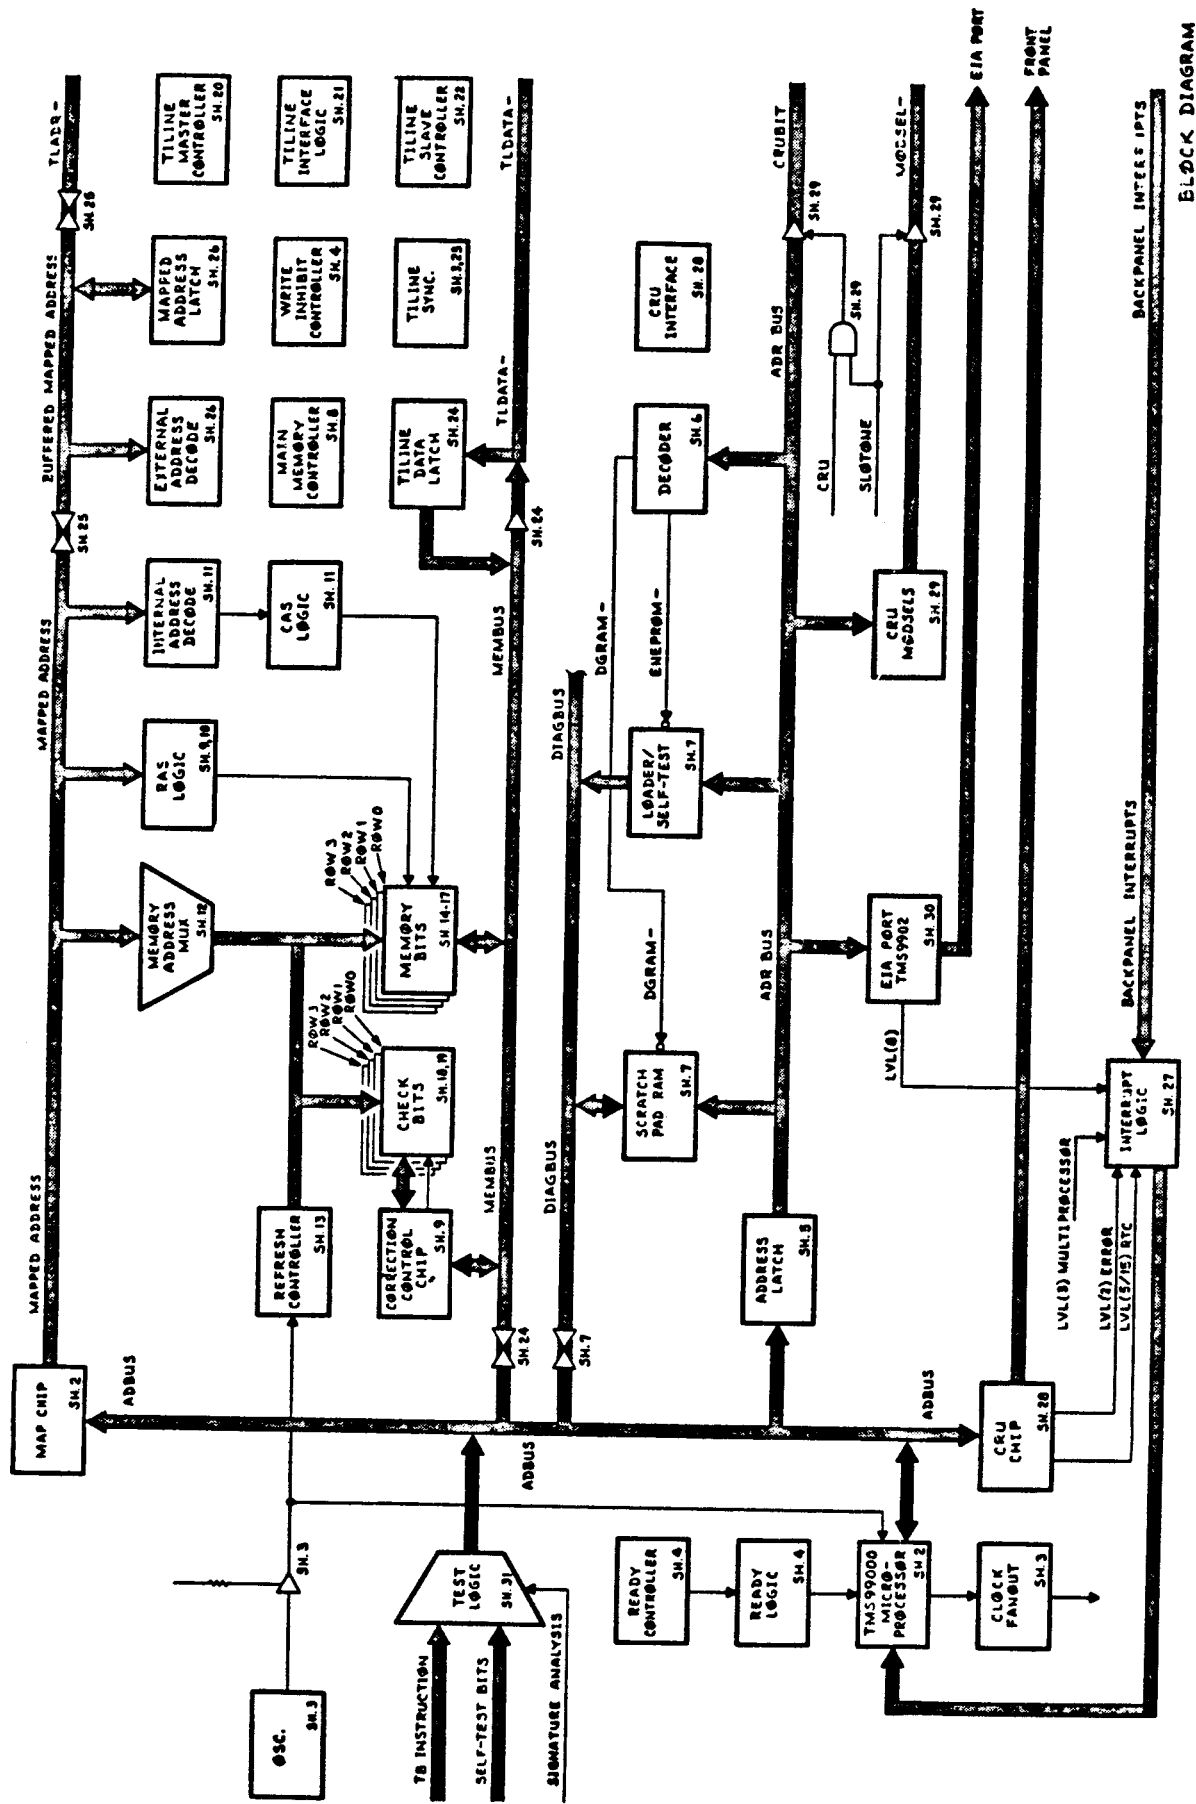 MAPPED ADDRESS
MAPPED ADDRESS
BUFFERED MAPPED ADDRESS
TLADR-
MAP CHIP
SH.2
ADBUS
MEMORY
ADDRESS
MUX
SH.12
RAS
LOGIC
SH.9,10
INTERNAL
ADDRESS
DECODE
SH.11
SH.25
EXTERNAL
ADDRESS
DECODE
SH.26
MAPPED
ADDRESS
LATCH
SH.26
SH.25
TILINE
MASTER
CONTROLLER
SH.20
OSC.
SH.3
SH.3
REFRESH
CONTROLLER
SH.13
CAS
LOGIC
SH.11
MAIN
MEMORY
CONTROLLER
SH.8
WRITE
INHIBIT
CONTROLLER
SH.4
TILINE
INTERFACE
LOGIC
SH.21
ROW 3
ROW 2
ROW1
ROW0
ROW 3
ROW 2
ROW 1
ROW0
CORRECTION
CONTROL
CHIP
SH.9
CHECK
BITS
SH.18,19
MEMORY
BITS
SH 14-17
TILINE
DATA
LATCH
SH.24
TILINE
SYNC.
SH.3,23
TILINE
SLAVE
CONTROLLER
SH.22
TB INSTRUCTION
SELF-TEST BITS
SIGNATURE ANALYSIS
TEST
LOGIC
SH.31
ADBUS
SH.24
MEMBUS
MEMBUS
SH.24
TLDATA-
TLDATA-
SH.7
DIAGBUS
DIAGBUS
DGRAM-
DGRAM-
ENEPROM-
SCRATCH
PAD RAM
SH.7
LOADER/
SELF-TEST
SH.7
DECODER
SH.6
CRU
INTERFACE
SH.28
READY
CONTROLLER
SH.4
READY
LOGIC
SH.4
ADDRESS
LATCH
SH.5
ADR BUS
ADR BUS
CRUBIT
SH.29
CRU
SLOTONE
SH.29
TMS99000
MICRO-
PROCESSOR
SH 2
ADBUS
EIA PORT
TMS9902
SH.30
CRU
MODSELS
SH.29
SH.29
MODSEL-
LVL(8)
CLOCK
FANOUT
SH.3
CRU
CHIP
SH.28
EIA PORT
FRONT
PANEL
LVL(3) MULTIPROCESSOR
LVL(2) ERROR
LVL(5/15) RTC
INTERRUPT
LOGIC
SH.27
BACKPANEL INTERRUPTS
BACKPANEL
BLOCK DIAGRAM